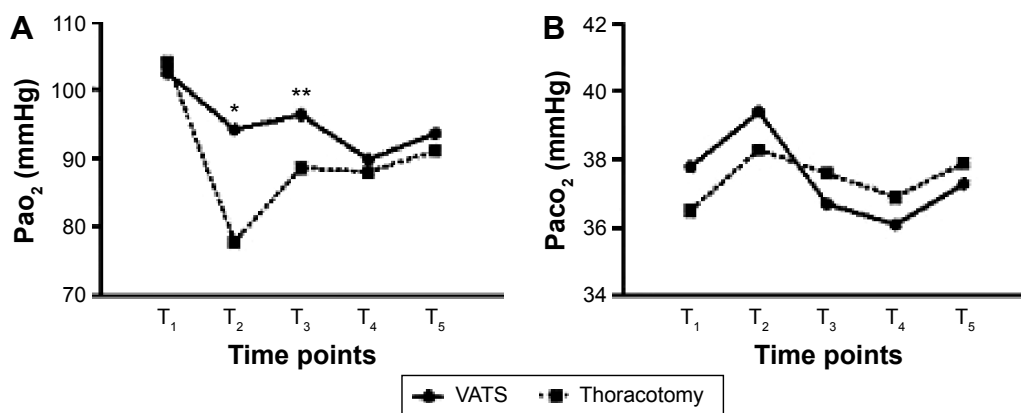 A
110
100
90
80
70
Pao₂ (mmHg)
*
**
T₁ T₂ T₃ T₄ T₅
Time points
B
42
40
38
36
34
Paco₂ (mmHg)
T₁ T₂ T₃ T₄ T₅
Time points
VATS Thoracotomy